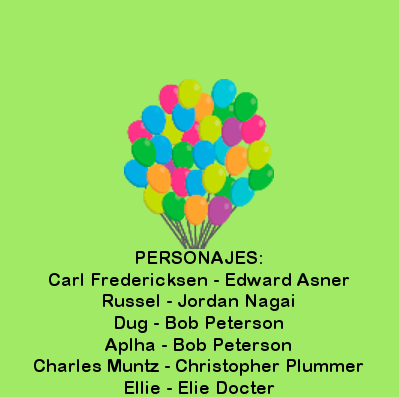 PERSONAJES:
Carl Fredericksen - Edward Asner
Russel - Jordan Nagai
Dug - Bob Peterson
Aplha - Bob Peterson
Charles Muntz - Christopher Plummer
Ellie - Elie Docter